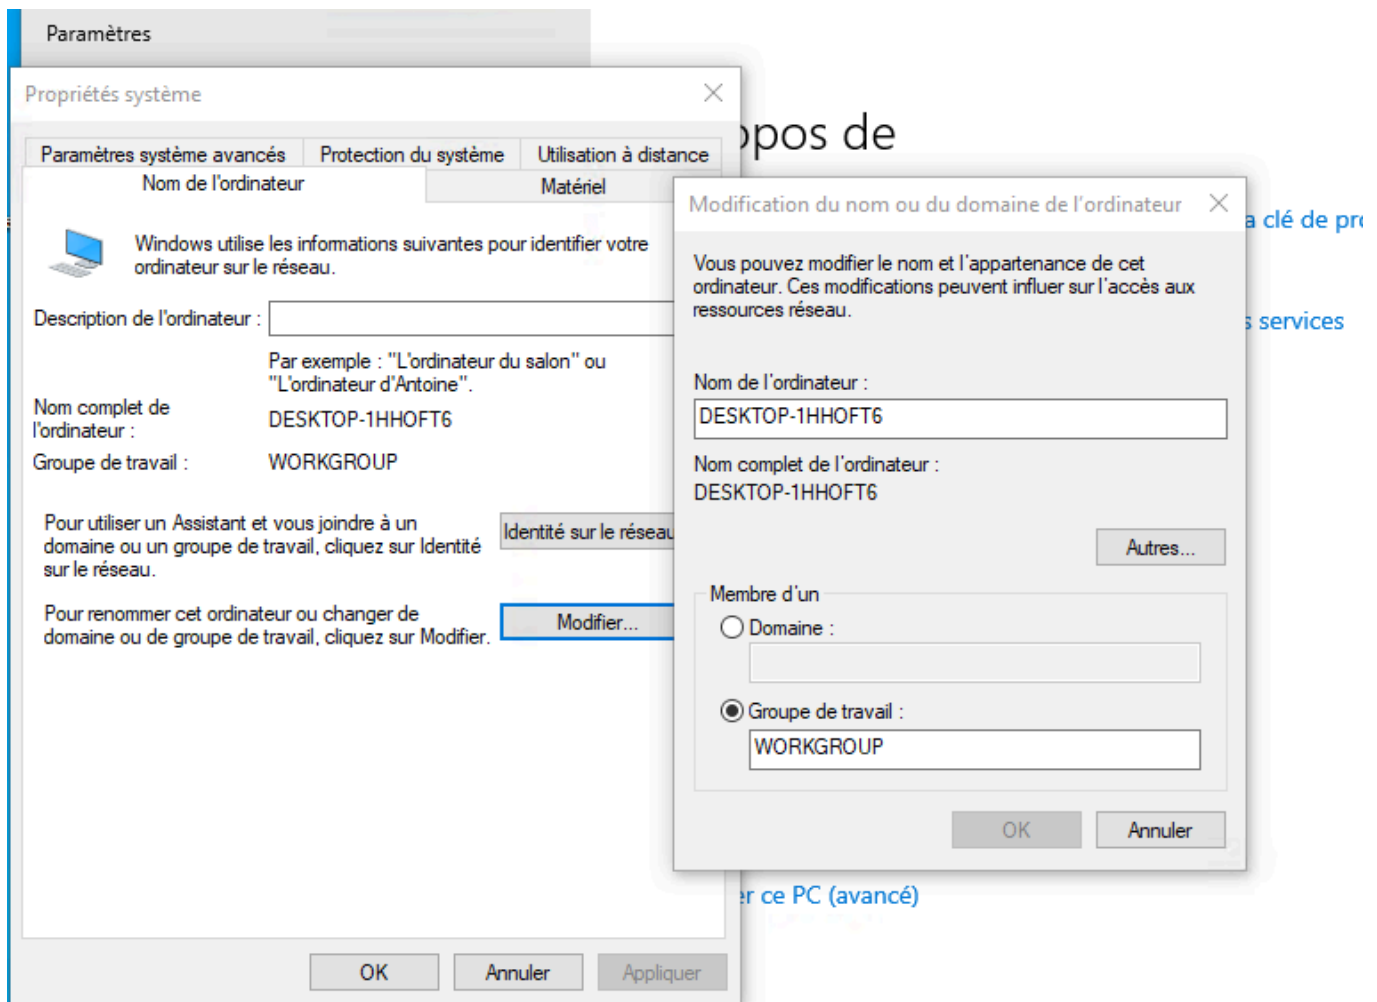 Paramètres
Propriétés système
Paramètres système avancés
Protection du système
Utilisation à distance
Nom de l'ordinateur
Matériel
Windows utilise les informations suivantes pour identifier votre
ordinateur sur le réseau.
Description de l'ordinateur :
Par exemple : "L'ordinateur du salon" ou
"L'ordinateur d'Antoine".
Nom complet de
l'ordinateur :
DESKTOP-1HHOFT6
Groupe de travail :
WORKGROUP
Pour utiliser un Assistant et vous joindre à un
domaine ou un groupe de travail, cliquez sur Identité
sur le réseau.
Identité sur le réseau
Pour renommer cet ordinateur ou changer de
domaine ou de groupe de travail, cliquez sur Modifier.
Modifier...
OK
Annuler
Appliquer
opos de
Modification du nom ou du domaine de l'ordinateur
Vous pouvez modifier le nom et l'appartenance de cet
ordinateur. Ces modifications peuvent influer sur l'accès aux
ressources réseau.
Nom de l'ordinateur :
DESKTOP-1HHOFT6
Nom complet de l'ordinateur :
DESKTOP-1HHOFT6
Autres...
Membre d'un
Domaine :
Groupe de travail :
WORKGROUP
OK
Annuler
a clé de pro
s services
er ce PC (avancé)